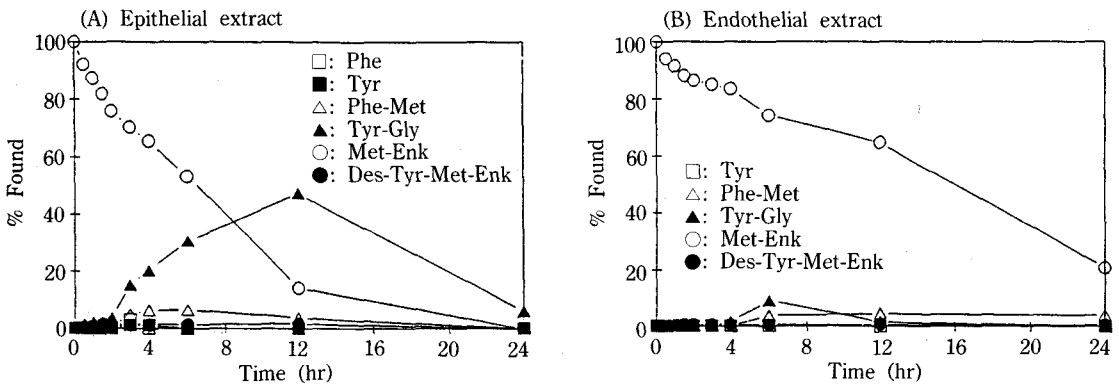 (A) Epithelial extract
100
80
60
40
20
0
% Found
□: Phe
■: Tyr
△: Phe-Met
▲: Tyr-Gly
○: Met-Enk
●: Des-Tyr-Met-Enk
0 4 8 12 16 20 24
Time (hr)
(B) Endothelial extract
100
80
60
40
20
0
% Found
□: Tyr
△: Phe-Met
▲: Tyr-Gly
○: Met-Enk
●: Des-Tyr-Met-Enk
0 4 8 12 16 20 24
Time (hr)